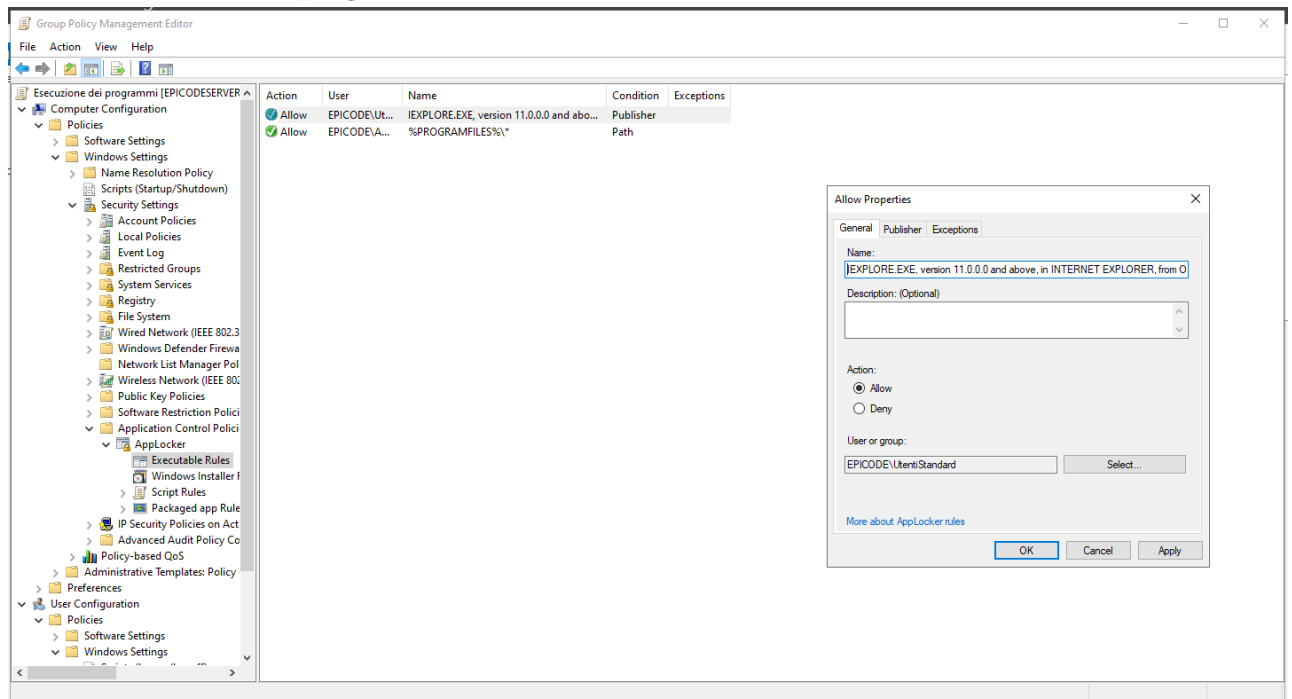 Group Policy Management Editor
File Action View Help
Esecuzione dei programmi [EPICODESERVER
Computer Configuration
Policies
Software Settings
Windows Settings
Name Resolution Policy
Scripts (Startup/Shutdown)
Security Settings
Account Policies
Local Policies
Event Log
Restricted Groups
System Services
Registry
File System
Wired Network (IEEE 802.3
Windows Defender Firewa
Network List Manager Pol
Wireless Network (IEEE 802
Public Key Policies
Software Restriction Polici
Application Control Polici
AppLocker
Executable Rules
Windows Installer R
Script Rules
Packaged app Rule
IP Security Policies on Act
Advanced Audit Policy Co
Policy-based QoS
Administrative Templates: Policy
Preferences
User Configuration
Policies
Software Settings
Windows Settings
Action User Name Condition Exceptions
Allow EPICODE\Ut... IEXPLORE.EXE, version 11.0.0.0 and abo... Publisher
Allow EPICODE\A... %PROGRAMFILES%\* Path
Allow Properties
General Publisher Exceptions
Name:
IEXPLORE.EXE, version 11.0.0.0 and above, in INTERNET EXPLORER, from O
Description: (Optional)
Action:
Allow
Deny
User or group:
EPICODE\UtentiStandard Select...
More about AppLocker rules
OK Cancel Apply